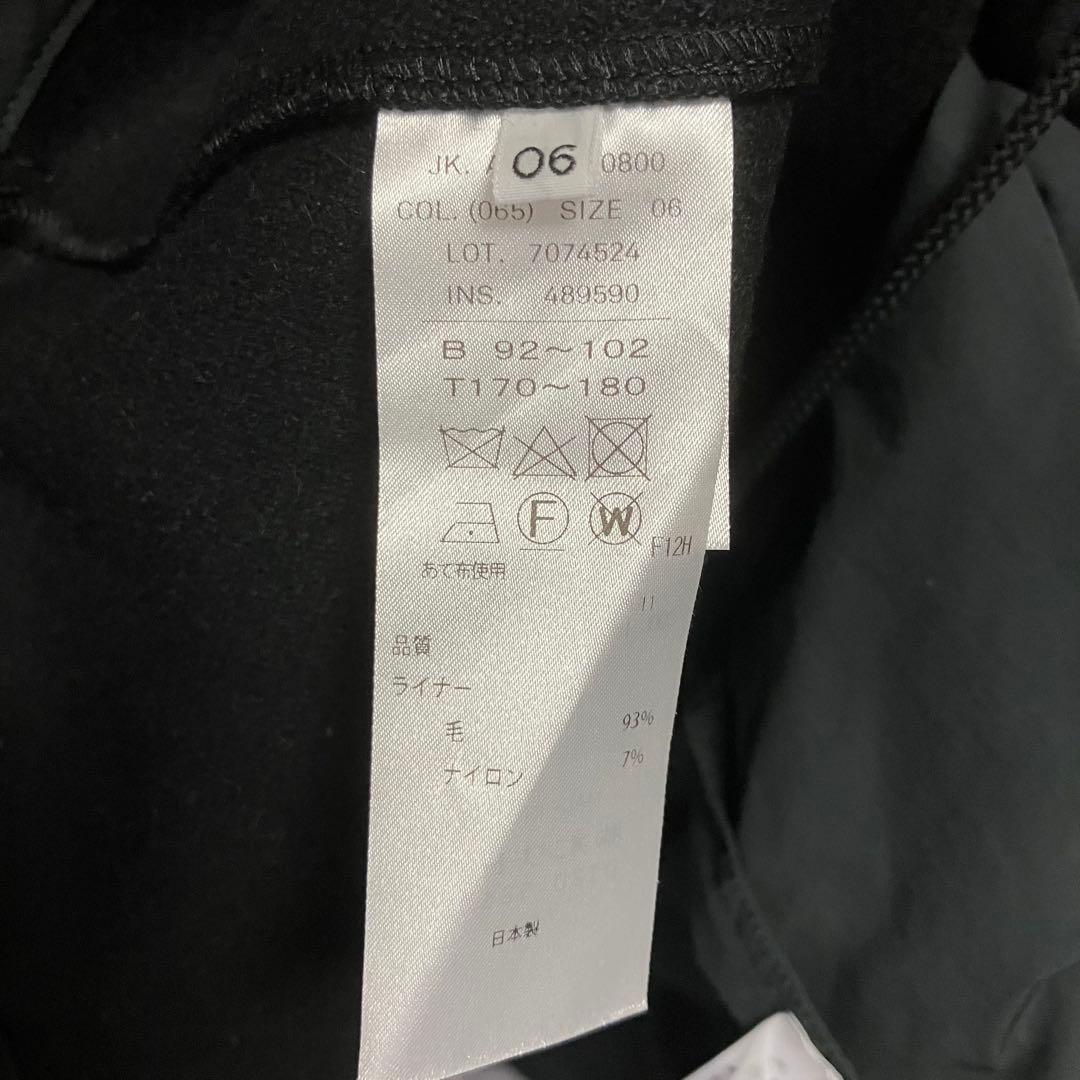 JK. 06 0800
COL. (065) SIZE 06
LOT. 7074524
INS. 489590
B 92～102
T170～180
F W
F12H
あて布使用
11
品質
ライナー
毛 93%
ナイロン 7%
日本製